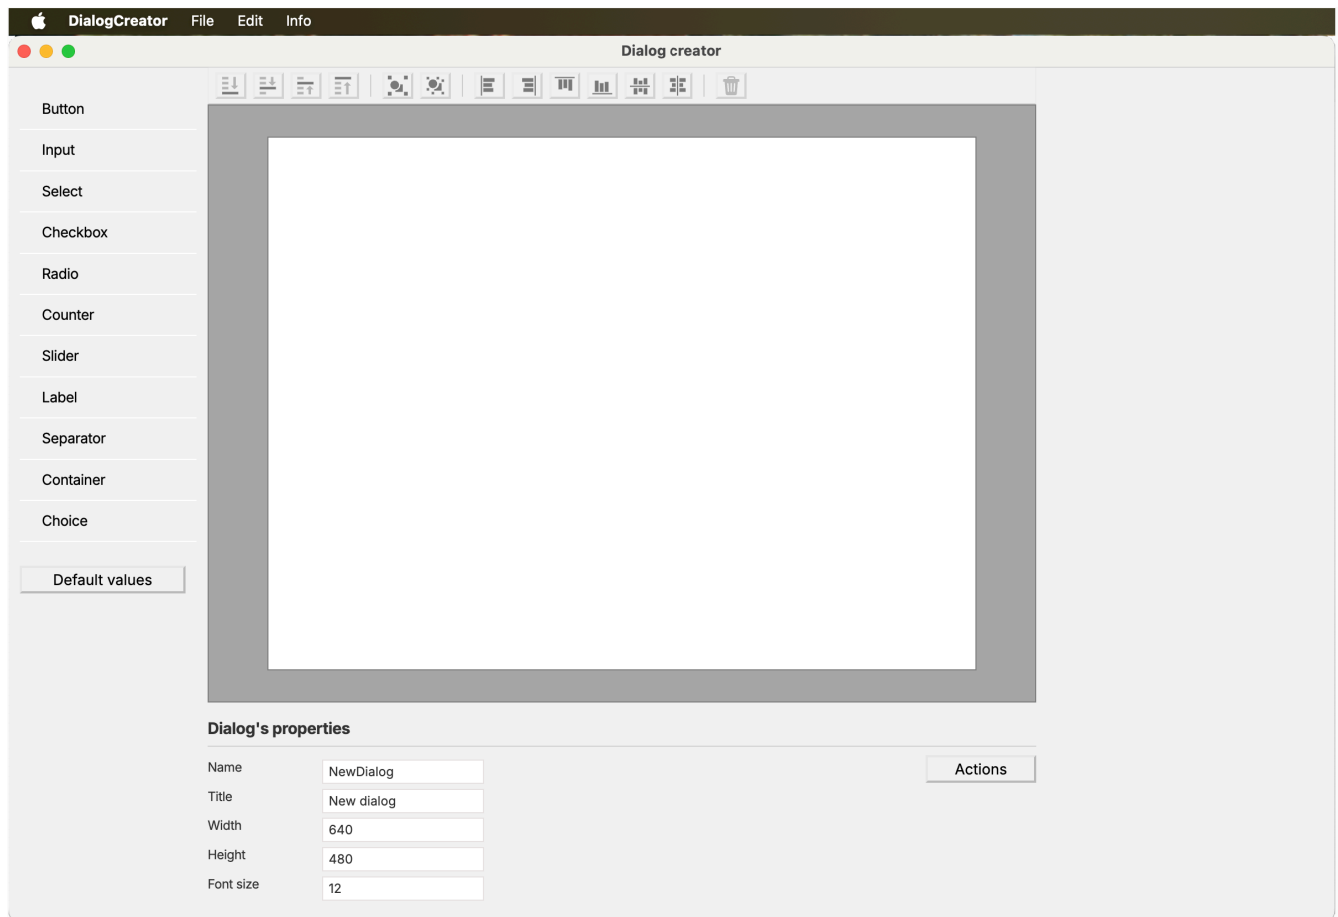 DialogCreator File Edit Info
Dialog creator
Button
Input
Select
Checkbox
Radio
Counter
Slider
Label
Separator
Container
Choice
Default values
Dialog's properties
Name NewDialog
Actions
Title New dialog
Width 640
Height 480
Font size 12